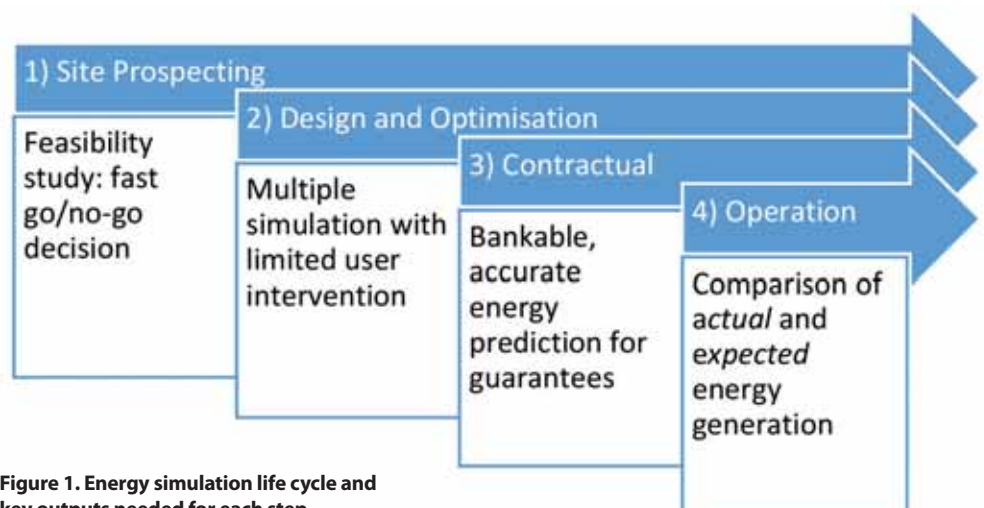 1) Site Prospecting
Feasibility
study: fast
go/no-go
decision
2) Design and Optimisation
Multiple
simulation with
limited user
intervention
3) Contractual
Bankable,
accurate
energy
prediction for
guarantees
4) Operation
Comparison of
actual and
expected
energy
generation
Figure 1. Energy simulation life cycle and
key outputs needed for each step